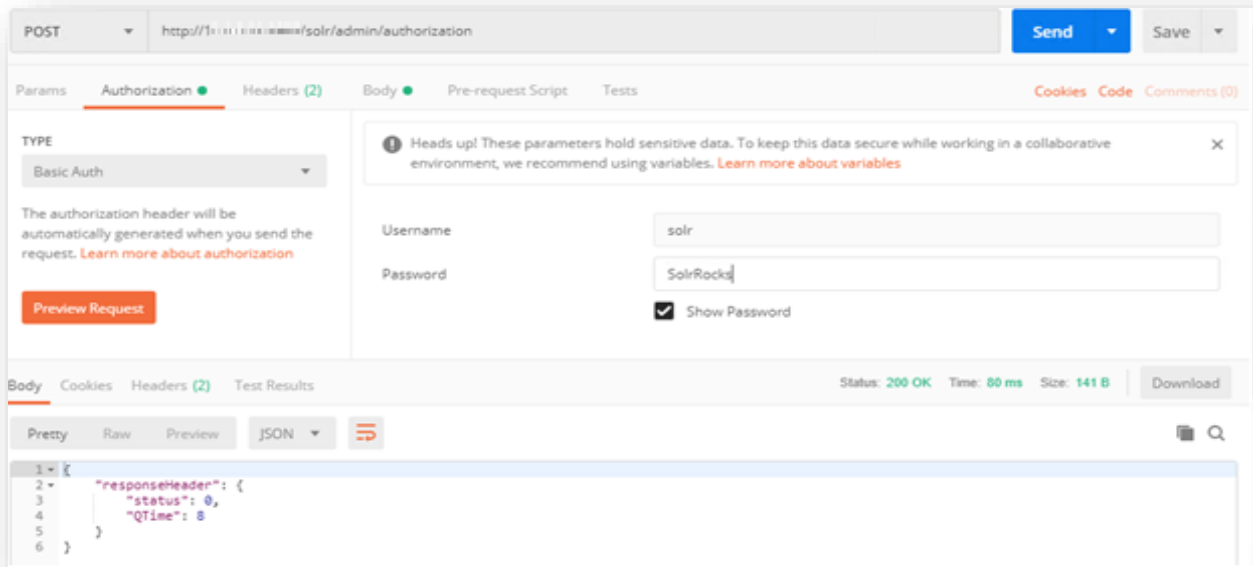 POST http://1 /solr/admin/authorization Send Save
Params Authorization Headers (2) Body Pre-request Script Tests Cookies Code Comments (0)
TYPE
Basic Auth
The authorization header will be
automatically generated when you send the
request. Learn more about authorization
Preview Request
Heads up! These parameters hold sensitive data. To keep this data secure while working in a collaborative
environment, we recommend using variables. Learn more about variables
Username solr
Password SolrRocks
Show Password
Body Cookies Headers (2) Test Results Status: 200 OK Time: 80 ms Size: 141 B Download
Pretty Raw Preview JSON
1 {
2 "responseHeader": {
3 "status": 0,
4 "QTime": 8
5 }
6 }